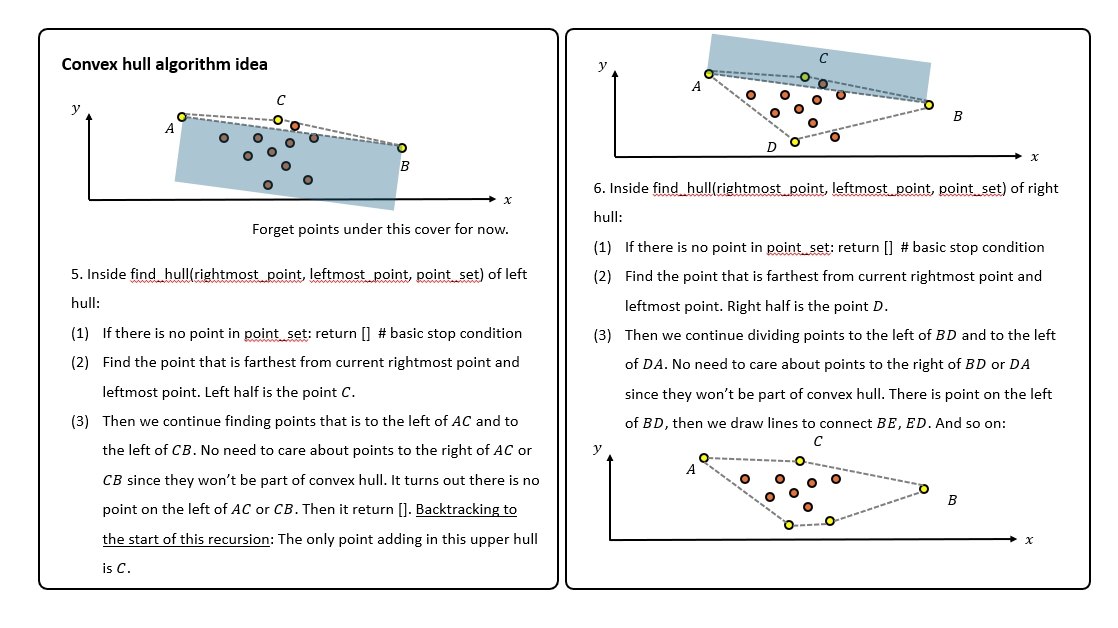 Convex hull algorithm idea
y
C
A
B
x
Forget points under this cover for now.
5. Inside find_hull(rightmost_point, leftmost_point, point_set) of left
hull:
(1) If there is no point in point_set: return [] # basic stop condition
(2) Find the point that is farthest from current rightmost point and
leftmost point. Left half is the point C.
(3) Then we continue finding points that is to the left of AC and to
the left of CB. No need to care about points to the right of AC or
CB since they won't be part of convex hull. It turns out there is no
point on the left of AC or CB. Then it return []. Backtracking to
the start of this recursion: The only point adding in this upper hull
is C.
y
C
A
B
D
x
6. Inside find_hull(rightmost_point, leftmost_point, point_set) of right
hull:
(1) If there is no point in point_set: return [] # basic stop condition
(2) Find the point that is farthest from current rightmost point and
leftmost point. Right half is the point D.
(3) Then we continue dividing points to the left of BD and to the left
of DA. No need to care about points to the right of BD or DA
since they won't be part of convex hull. There is point on the left
of BD, then we draw lines to connect BE, ED. And so on:
y
C
A
B
x